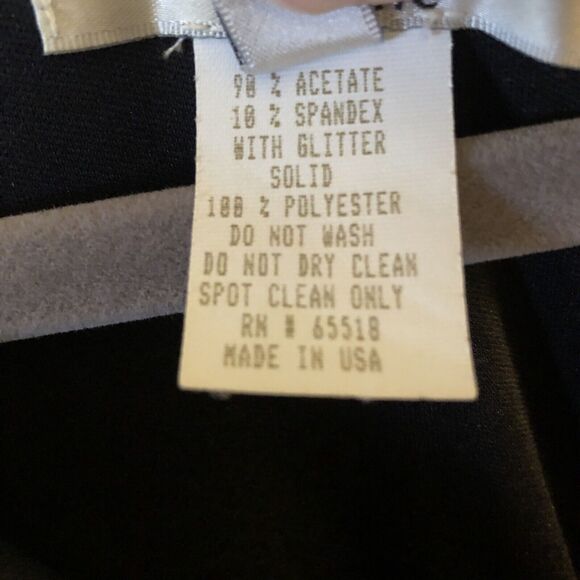 90 % ACETATE
10 % SPANDEX
WITH GLITTER
SOLID
100 % POLYESTER
DO NOT WASH
DO NOT DRY CLEAN
SPOT CLEAN ONLY
RN # 65518
MADE IN USA